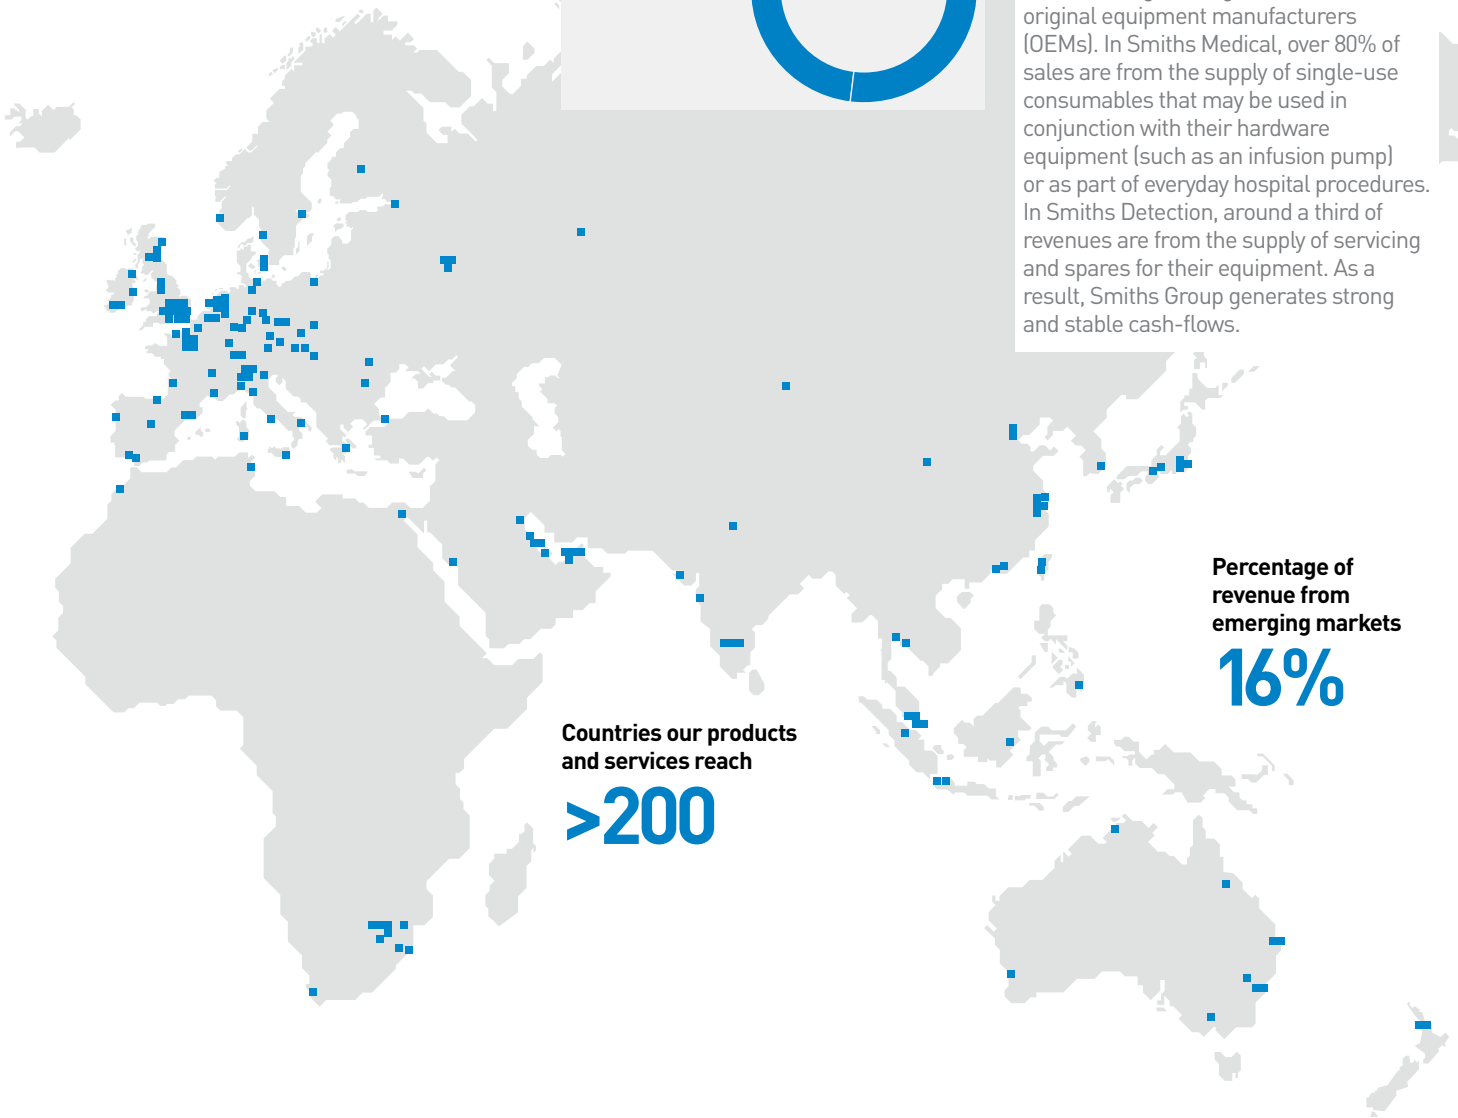 original equipment manufacturers
(OEMs). In Smiths Medical, over 80% of
sales are from the supply of single-use
consumables that may be used in
conjunction with their hardware
equipment (such as an infusion pump)
or as part of everyday hospital procedures.
In Smiths Detection, around a third of
revenues are from the supply of servicing
and spares for their equipment. As a
result, Smiths Group generates strong
and stable cash-flows.
Percentage of
revenue from
emerging markets
16%
Countries our products
and services reach
>200